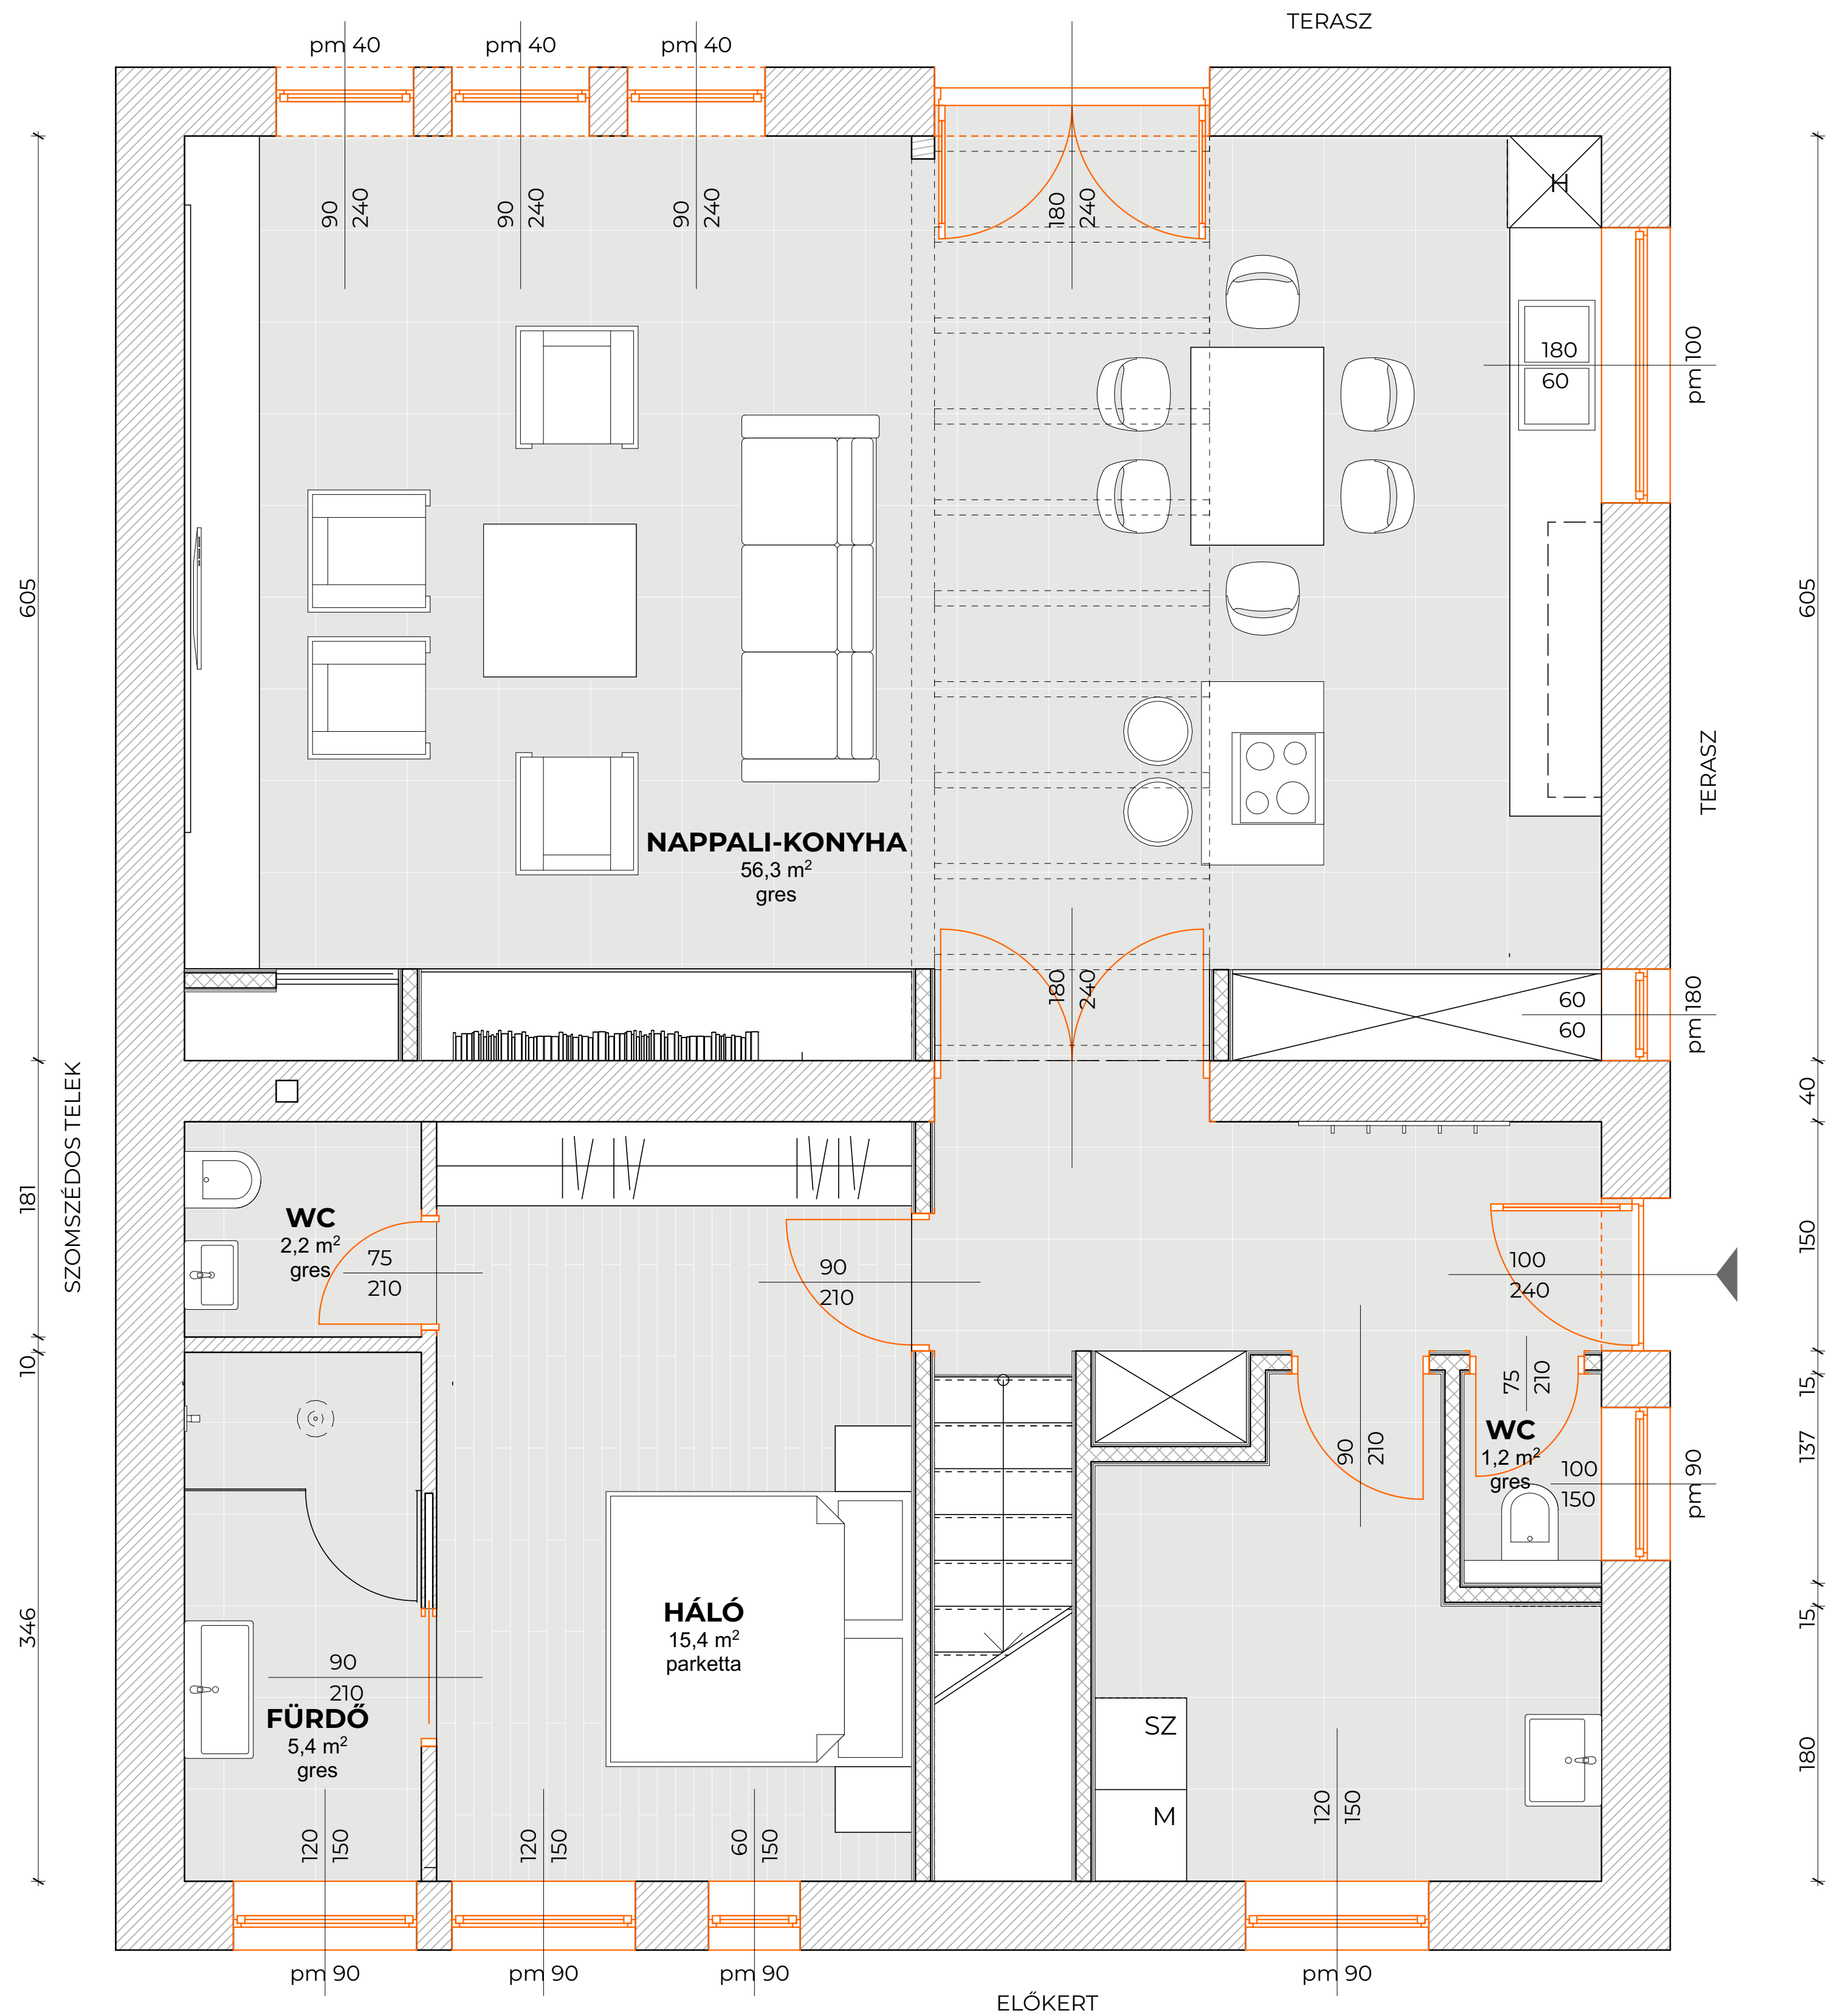 TERASZ
pm 40
pm 40
pm 40
90
240
90
240
90
240
180
240
H
180
60
pm 100
605
605
TERASZ
NAPPALI-KONYHA
56,3 m²
gres
180
240
60
60
pm 180
SZOMSZÉDOS TELEK
40
181
WC
2,2 m²
gres
75
210
90
210
100
240
150
10
75
210
15
90
210
WC
1,2 m²
gres
100
150
pm 90
137
346
HÁLÓ
15,4 m²
parketta
15
90
210
FÜRDŐ
5,4 m²
gres
SZ
M
180
120
150
120
150
60
150
120
150
pm 90
pm 90
pm 90
pm 90
ELŐKERT